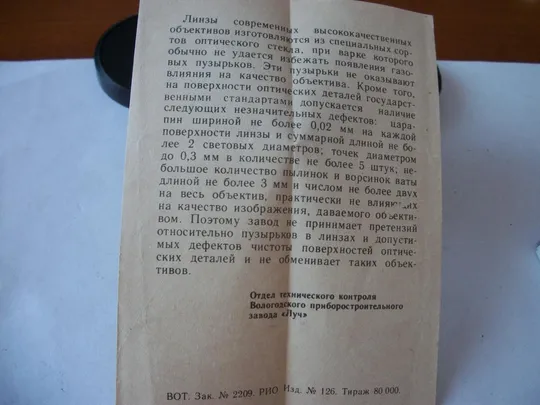 Линзы современных высококачественных
объективов изготовляются из специальных сор-
тов оптического стекла, при варке которого
обычно не удается избежать появления газо-
вых пузырьков. Эти пузырьки не оказывают
влияния на качество объектива. Кроме того,
на поверхности оптических деталей государст-
венными стандартами допускается наличие
следующих незначительных дефектов: цара-
пин шириной не более 0,02 мм на каждой
поверхности линзы и суммарной длиной не бо-
лее 2 световых диаметров; точек диаметром
до 0,3 мм в количестве не более 5 штук; не-
большое количество пылинок и ворсинок ваты
длиной не более 3 мм и числом не более двух
на весь объектив, практически не влияющих
на качество изображения, даваемого объекти-
вом. Поэтому завод не принимает претензий
относительно пузырьков в линзах и допусти-
мых дефектов чистоты поверхностей оптиче-
ских деталей и не обменивает таких объек-
тивов.
Отдел технического контроля
Вологодского приборостроительного
завода «Луч»
ВОТ. Зак. № 2209. РИО Изд. № 126. Тираж 80 000.